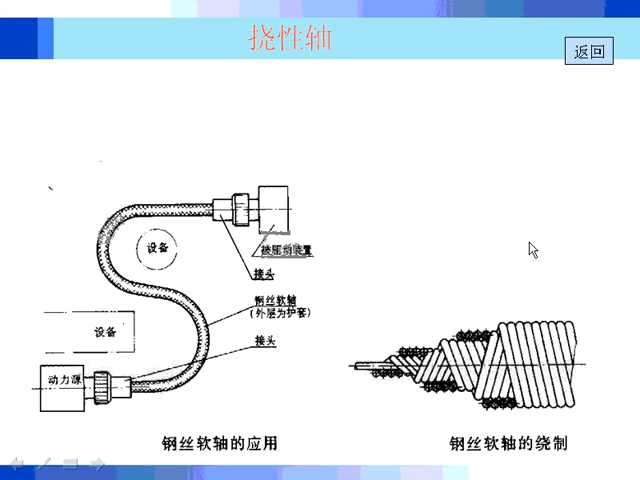 挠性轴
返回
设备
被驱动装置
接头
钢丝软轴
(外层为护套)
设备
接头
动力源
钢丝软轴的应用
钢丝软轴的绕制